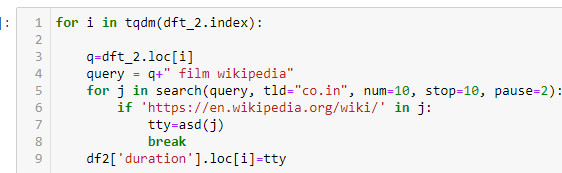 ]:
1 for i in tqdm(dft_2.index):
2
3     q=dft_2.loc[i]
4     query = q+" film wikipedia"
5     for j in search(query, tld="co.in", num=10, stop=10, pause=2):
6         if 'https://en.wikipedia.org/wiki/' in j:
7             tty=asd(j)
8             break
9     df2['duration'].loc[i]=tty